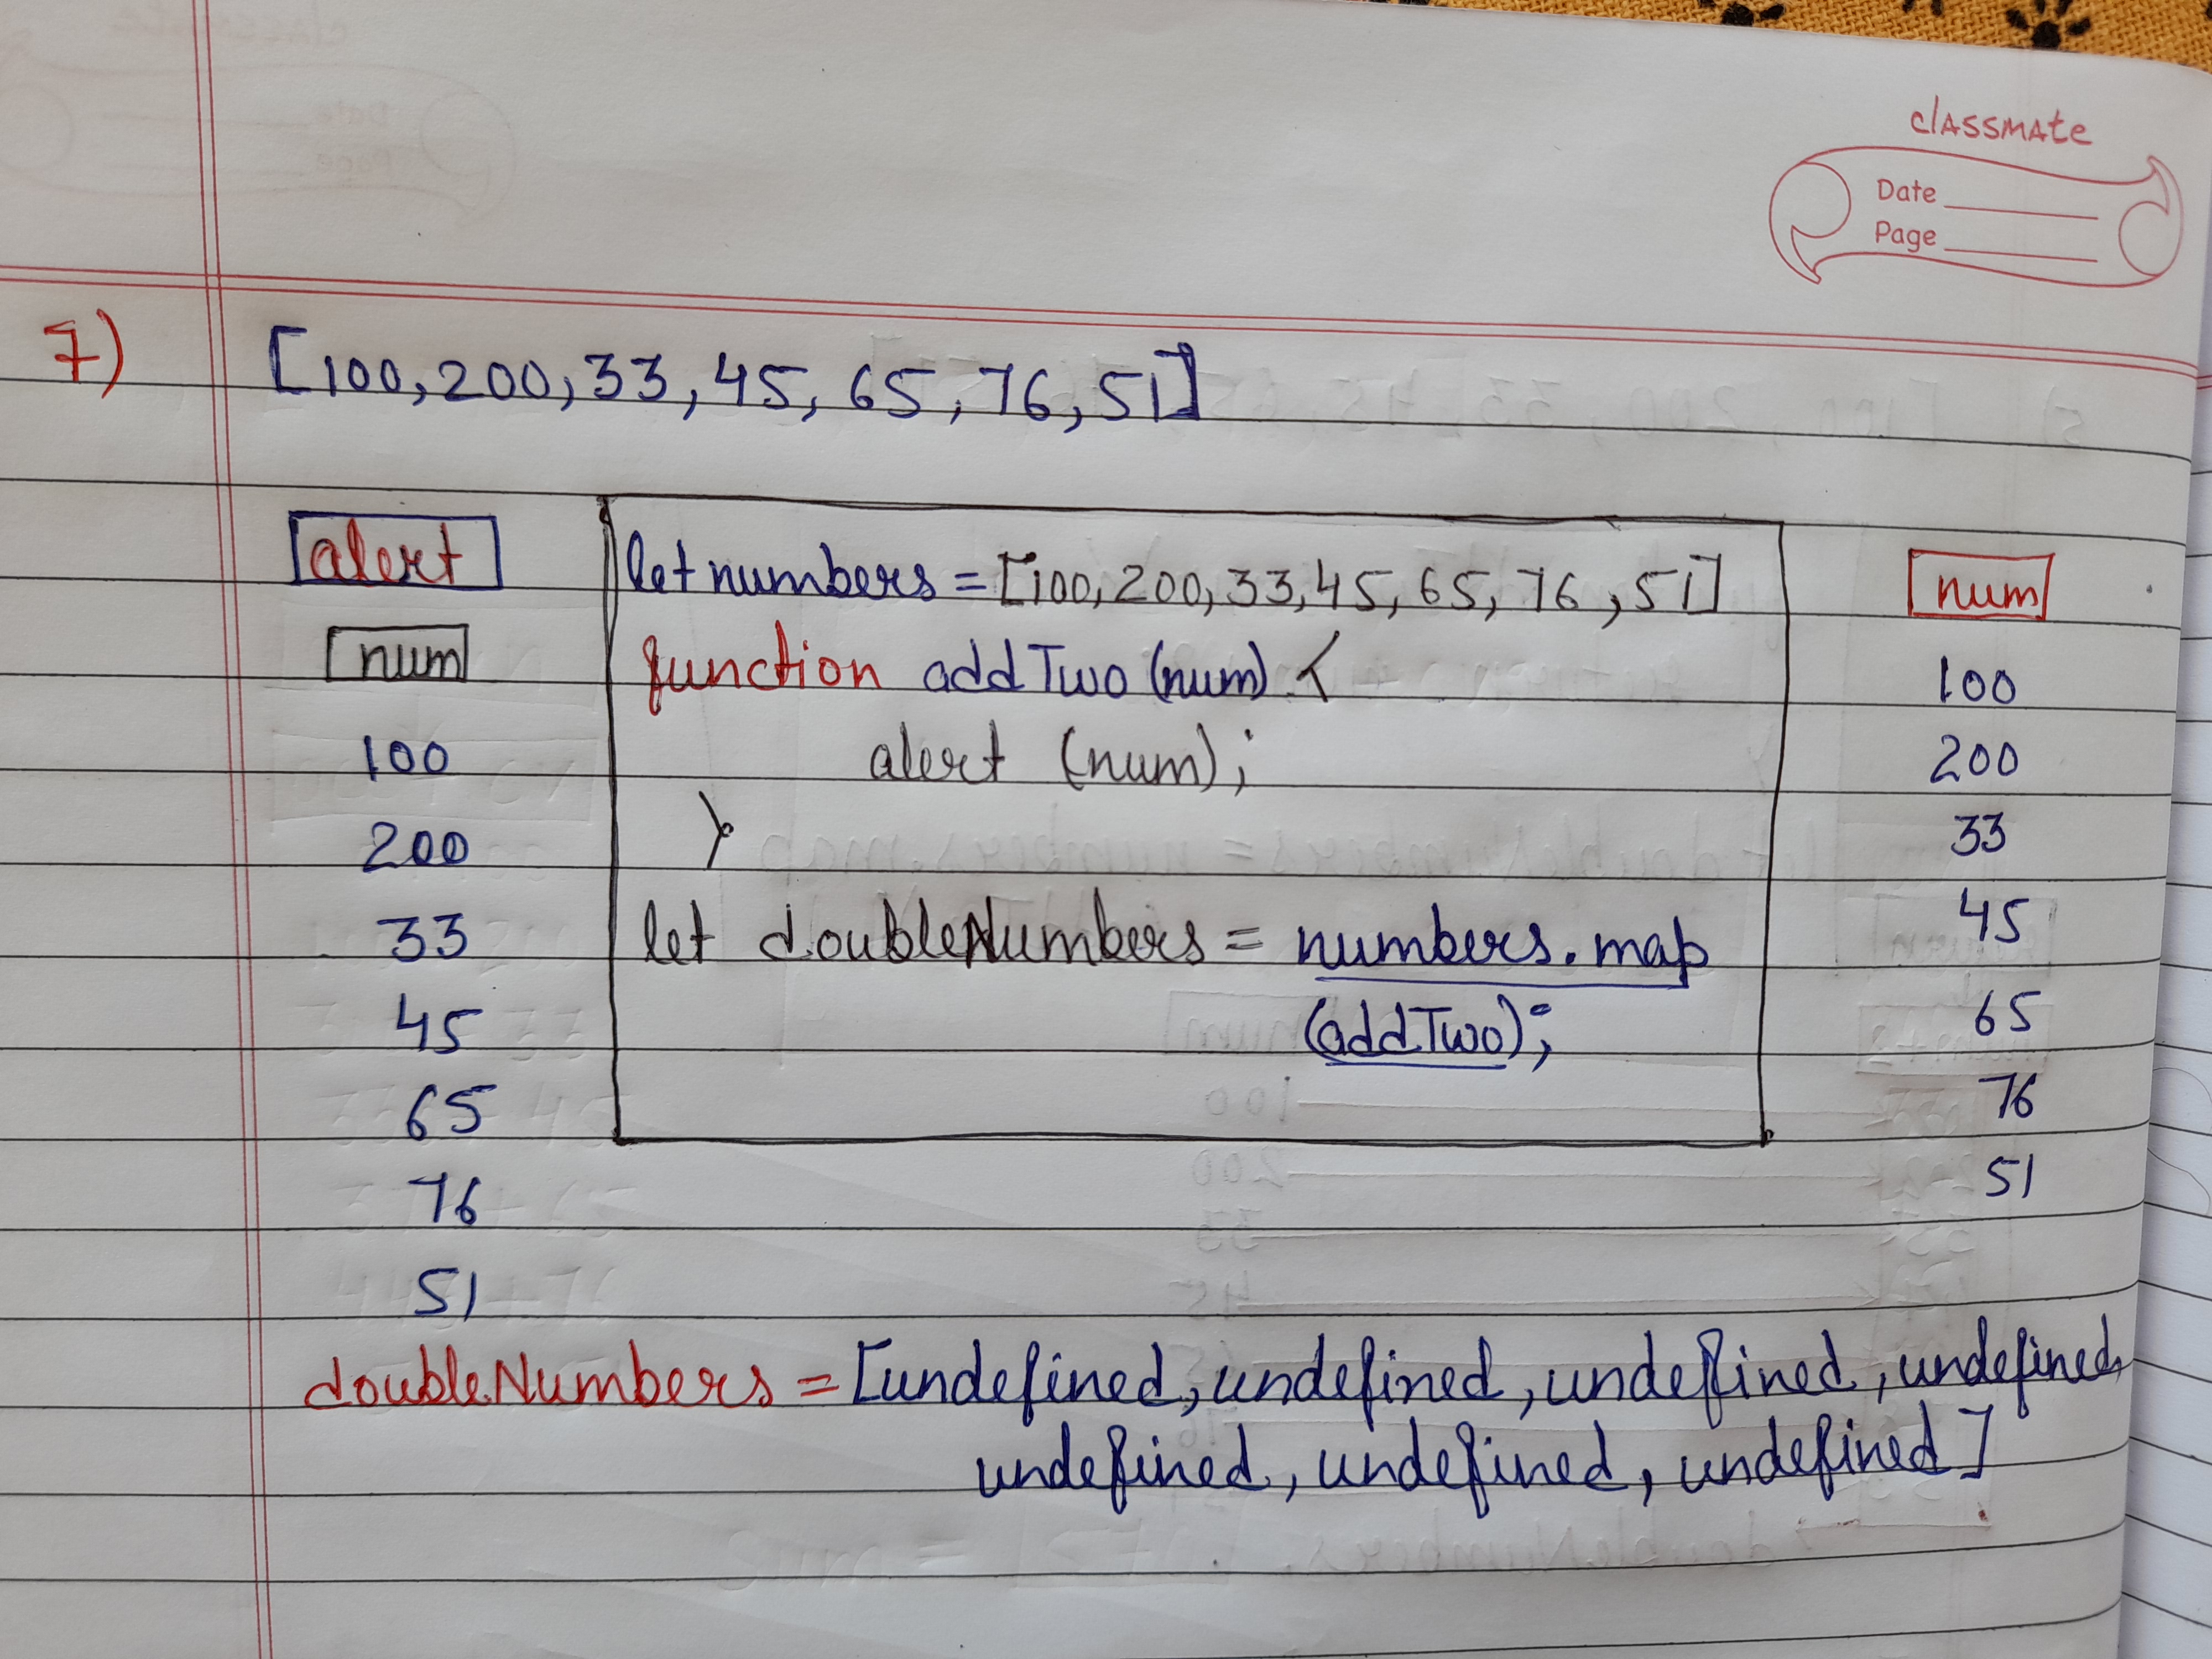 classmate
Date
Page
7) [100,200,33,45,65,76,51]
alert
num
100
200
33
45
65
76
51
let numbers = [100,200,33,45,65,76,51]
function addTwo (num) {
alert (num);
}
let doubleNumbers = numbers.map
(addTwo);
num
100
200
33
45
65
76
51
doubleNumbers = [undefined, undefined, undefined, undefined,
undefined, undefined, undefined]